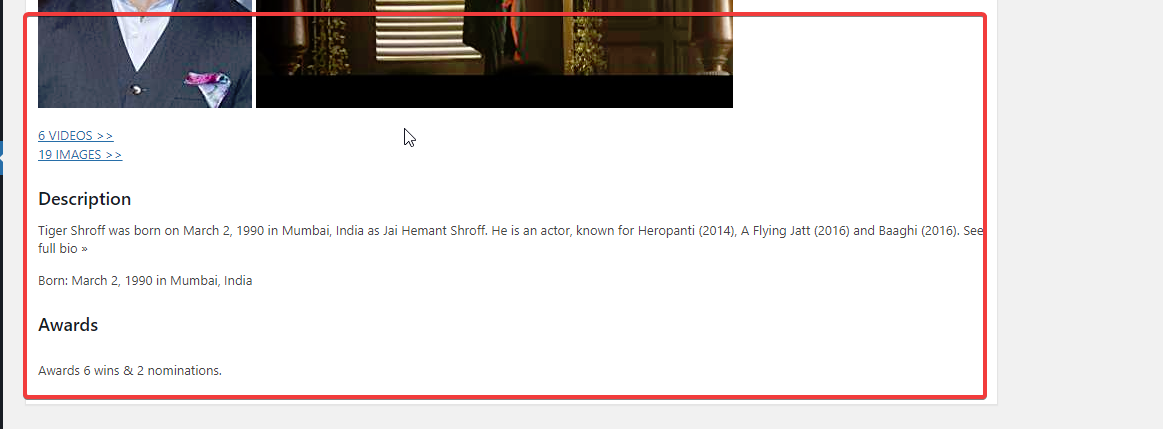 6 VIDEOS >>
19 IMAGES >>
Description
Tiger Shroff was born on March 2, 1990 in Mumbai, India as Jai Hemant Shroff. He is an actor, known for Heropanti (2014), A Flying Jatt (2016) and Baaghi (2016). See
full bio »
Born: March 2, 1990 in Mumbai, India
Awards
Awards 6 wins & 2 nominations.